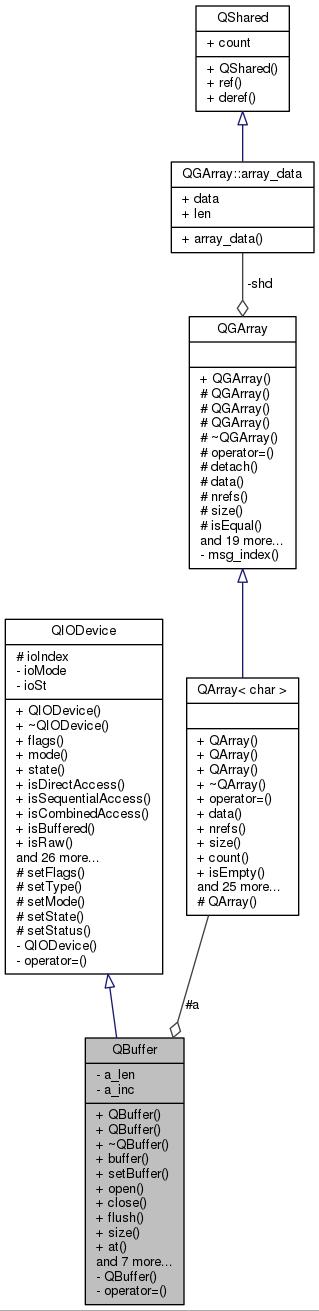 QShared
+ count
+ QShared()
+ ref()
+ deref()
QGArray::array_data
+ data
+ len
+ array_data()
-shd
QGArray
+ QGArray()
# QGArray()
# QGArray()
# QGArray()
# ~QGArray()
# operator=()
# detach()
# data()
# nrefs()
# size()
# isEqual()
and 19 more...
- msg_index()
QIODevice
# ioIndex
- ioMode
- ioSt
+ QIODevice()
+ ~QIODevice()
+ flags()
+ mode()
+ state()
+ isDirectAccess()
+ isSequentialAccess()
+ isCombinedAccess()
+ isBuffered()
+ isRaw()
and 26 more...
# setFlags()
# setType()
# setMode()
# setState()
# setStatus()
- QIODevice()
- operator=()
QArray< char >
+ QArray()
+ QArray()
+ QArray()
+ ~QArray()
+ operator=()
+ data()
+ nrefs()
+ size()
+ count()
+ isEmpty()
and 25 more...
# QArray()
#a
QBuffer
- a_len
- a_inc
+ QBuffer()
+ QBuffer()
+ ~QBuffer()
+ buffer()
+ setBuffer()
+ open()
+ close()
+ flush()
+ size()
+ at()
and 7 more...
- QBuffer()
- operator=()